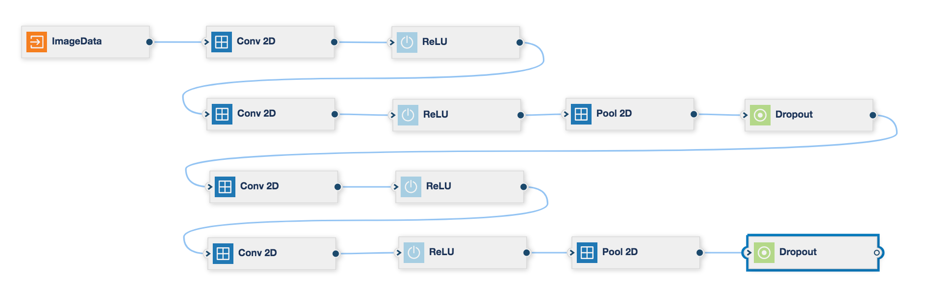 ImageData Conv 2D ReLU
Conv 2D ReLU Pool 2D Dropout
Conv 2D ReLU
Conv 2D ReLU Pool 2D Dropout